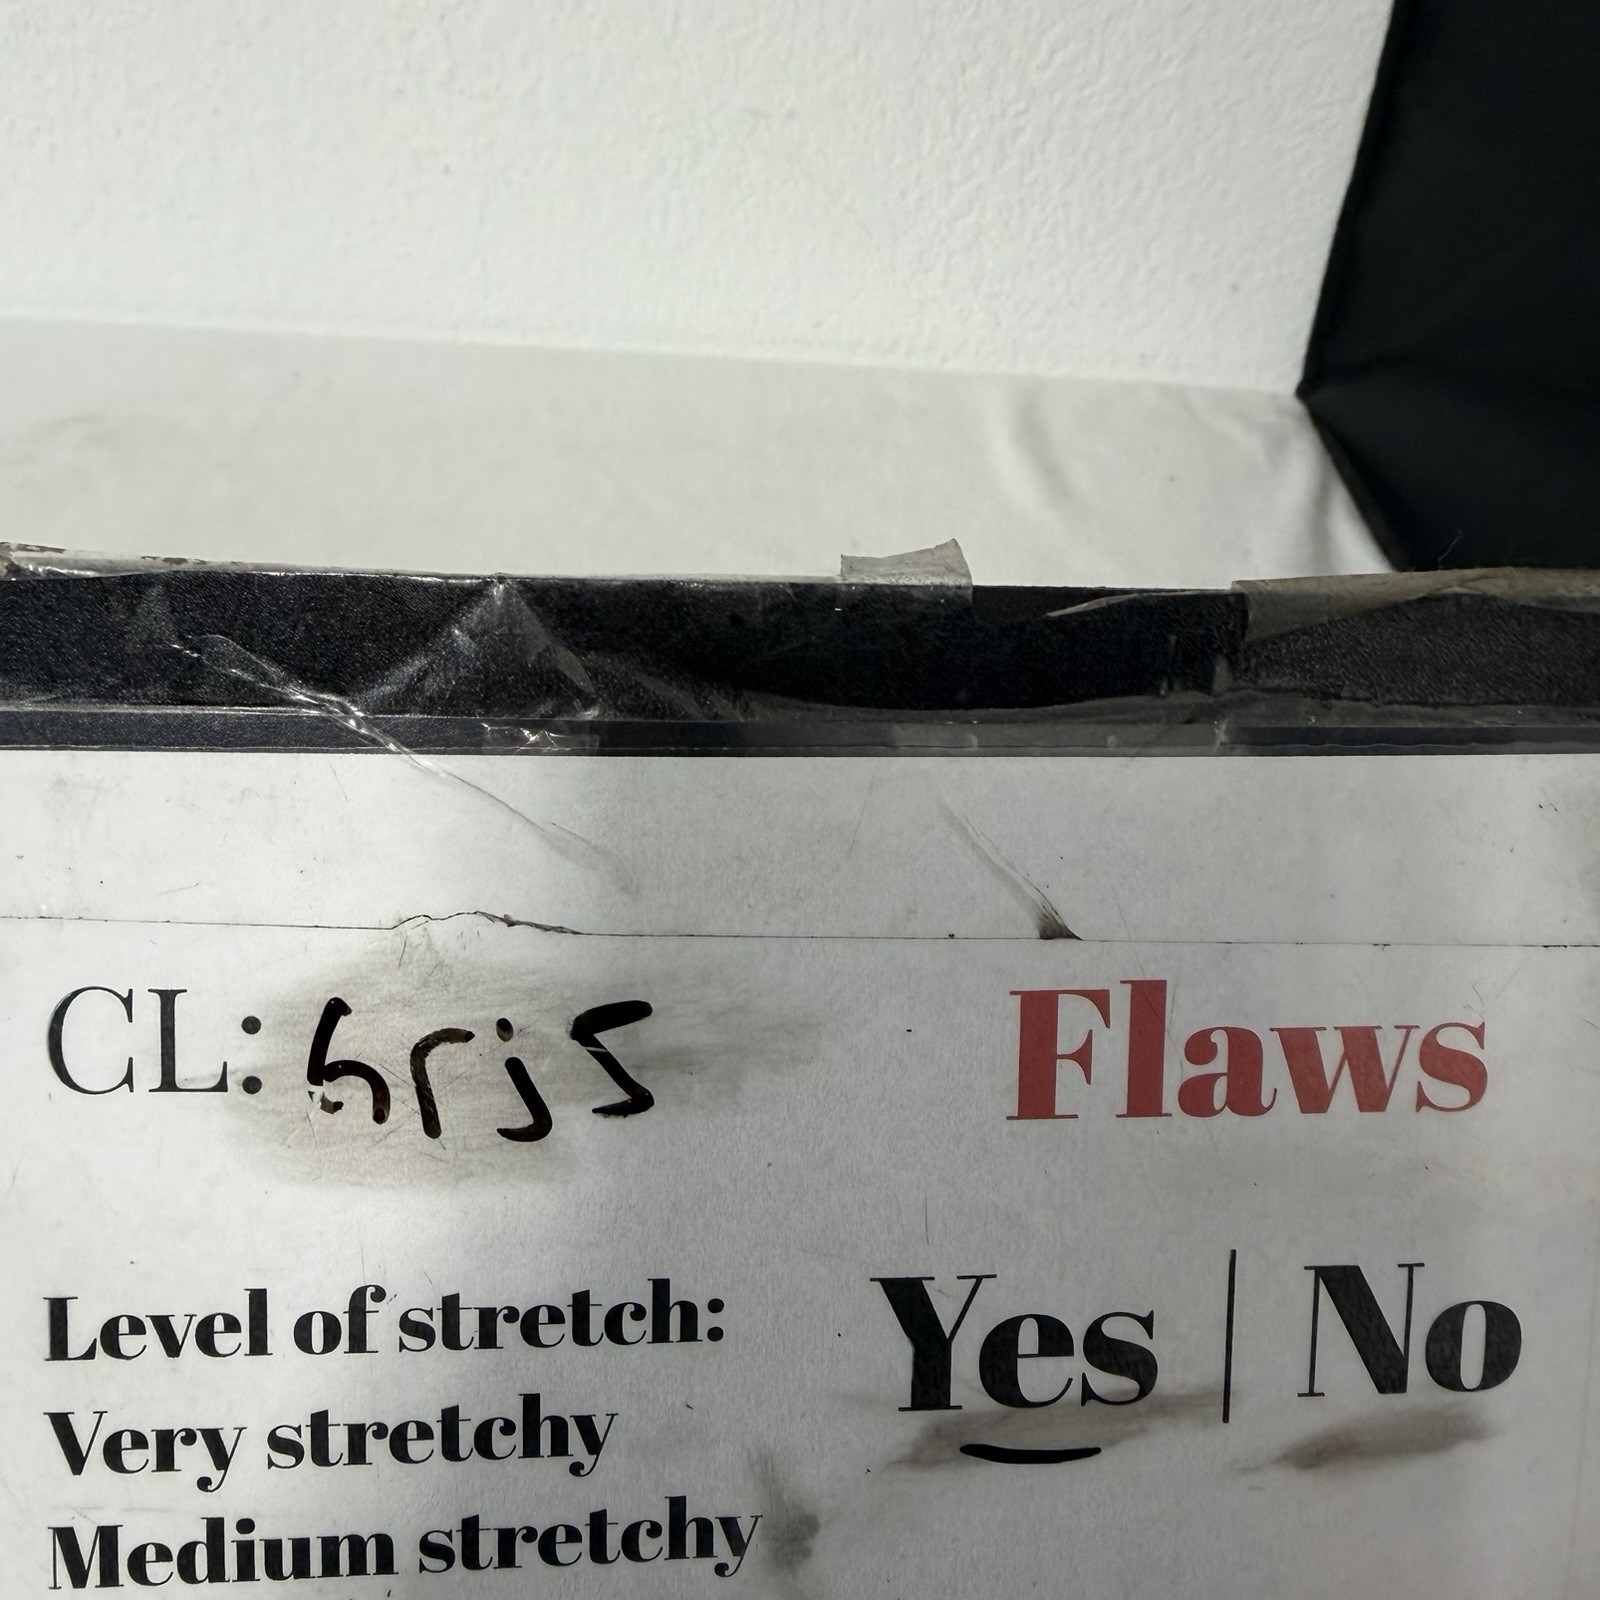 CL:
Flaws
Yes | No
Level of stretch:
Very stretchy
Medium stretchy